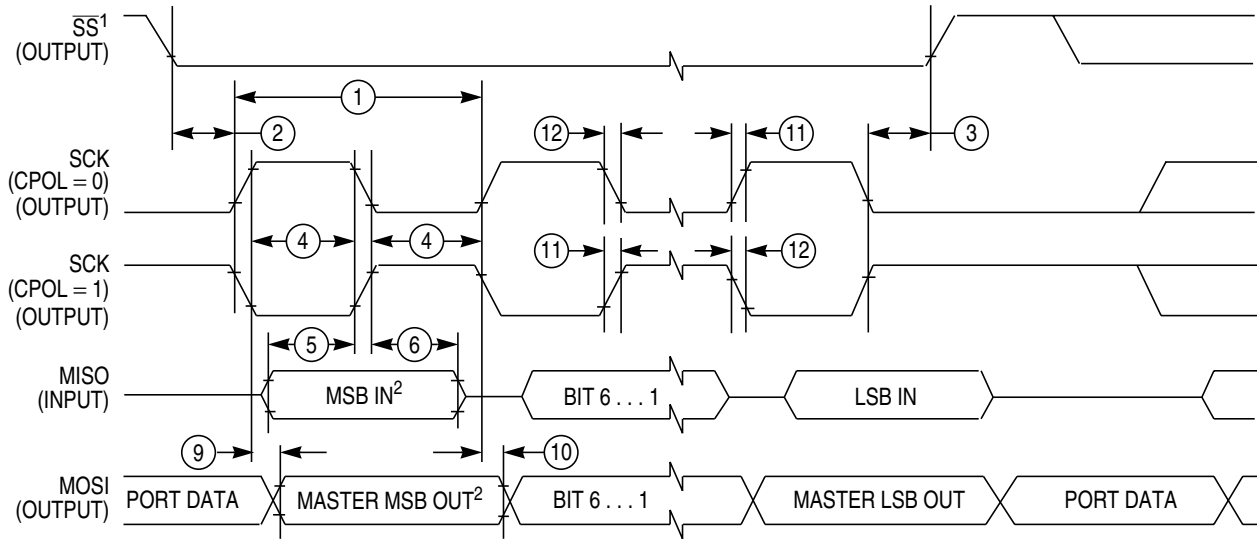 SS¹
(OUTPUT)
1
2
12
11
3
SCK
(CPOL = 0)
(OUTPUT)
4
4
11
12
SCK
(CPOL = 1)
(OUTPUT)
5
6
MISO
(INPUT)
MSB IN²
BIT 6 . . . 1
LSB IN
9
10
MOSI
(OUTPUT)
PORT DATA
MASTER MSB OUT²
BIT 6 . . . 1
MASTER LSB OUT
PORT DATA